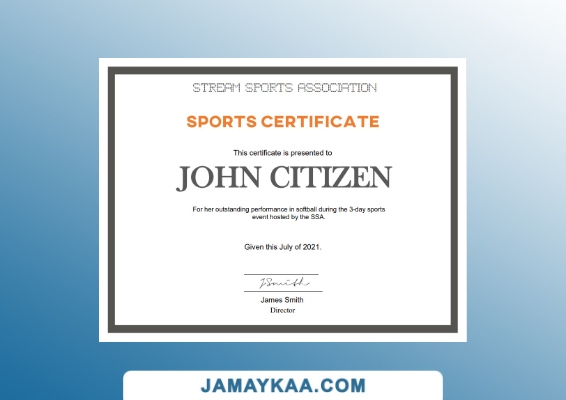 STREAM SPORTS ASSOCIATION
SPORTS CERTIFICATE
This certificate is presented to
JOHN CITIZEN
For her outstanding performance in softball during the 3-day sports
event hosted by the SSA.
Given this July of 2021.
JSmith
James Smith
Director
JAMAYKAA.COM